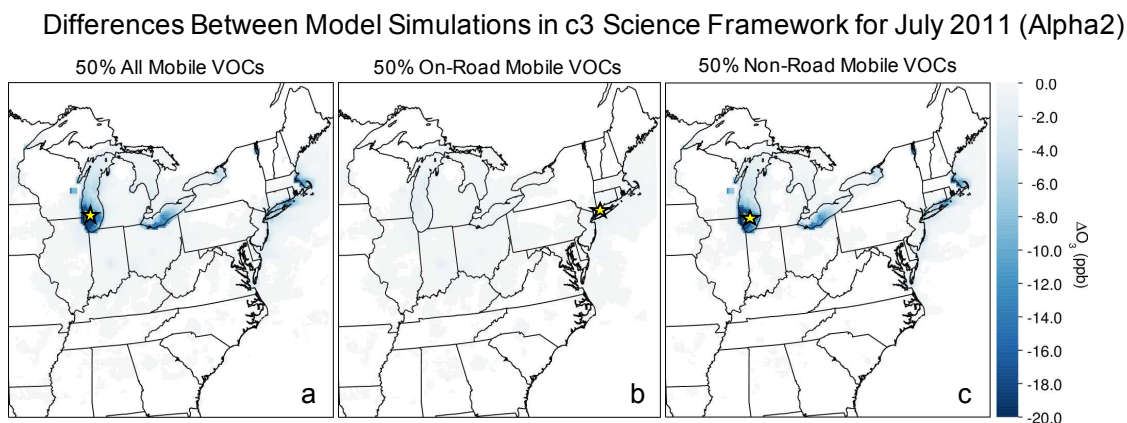 Differences Between Model Simulations in c3 Science Framework for July 2011 (Alpha2)
50% All Mobile VOCs
50% On-Road Mobile VOCs
50% Non-Road Mobile VOCs
a
b
c
0.0
-2.0
-4.0
-6.0
-8.0
-10.0
-12.0
-14.0
-16.0
-18.0
-20.0
ΔO₃ (ppb)